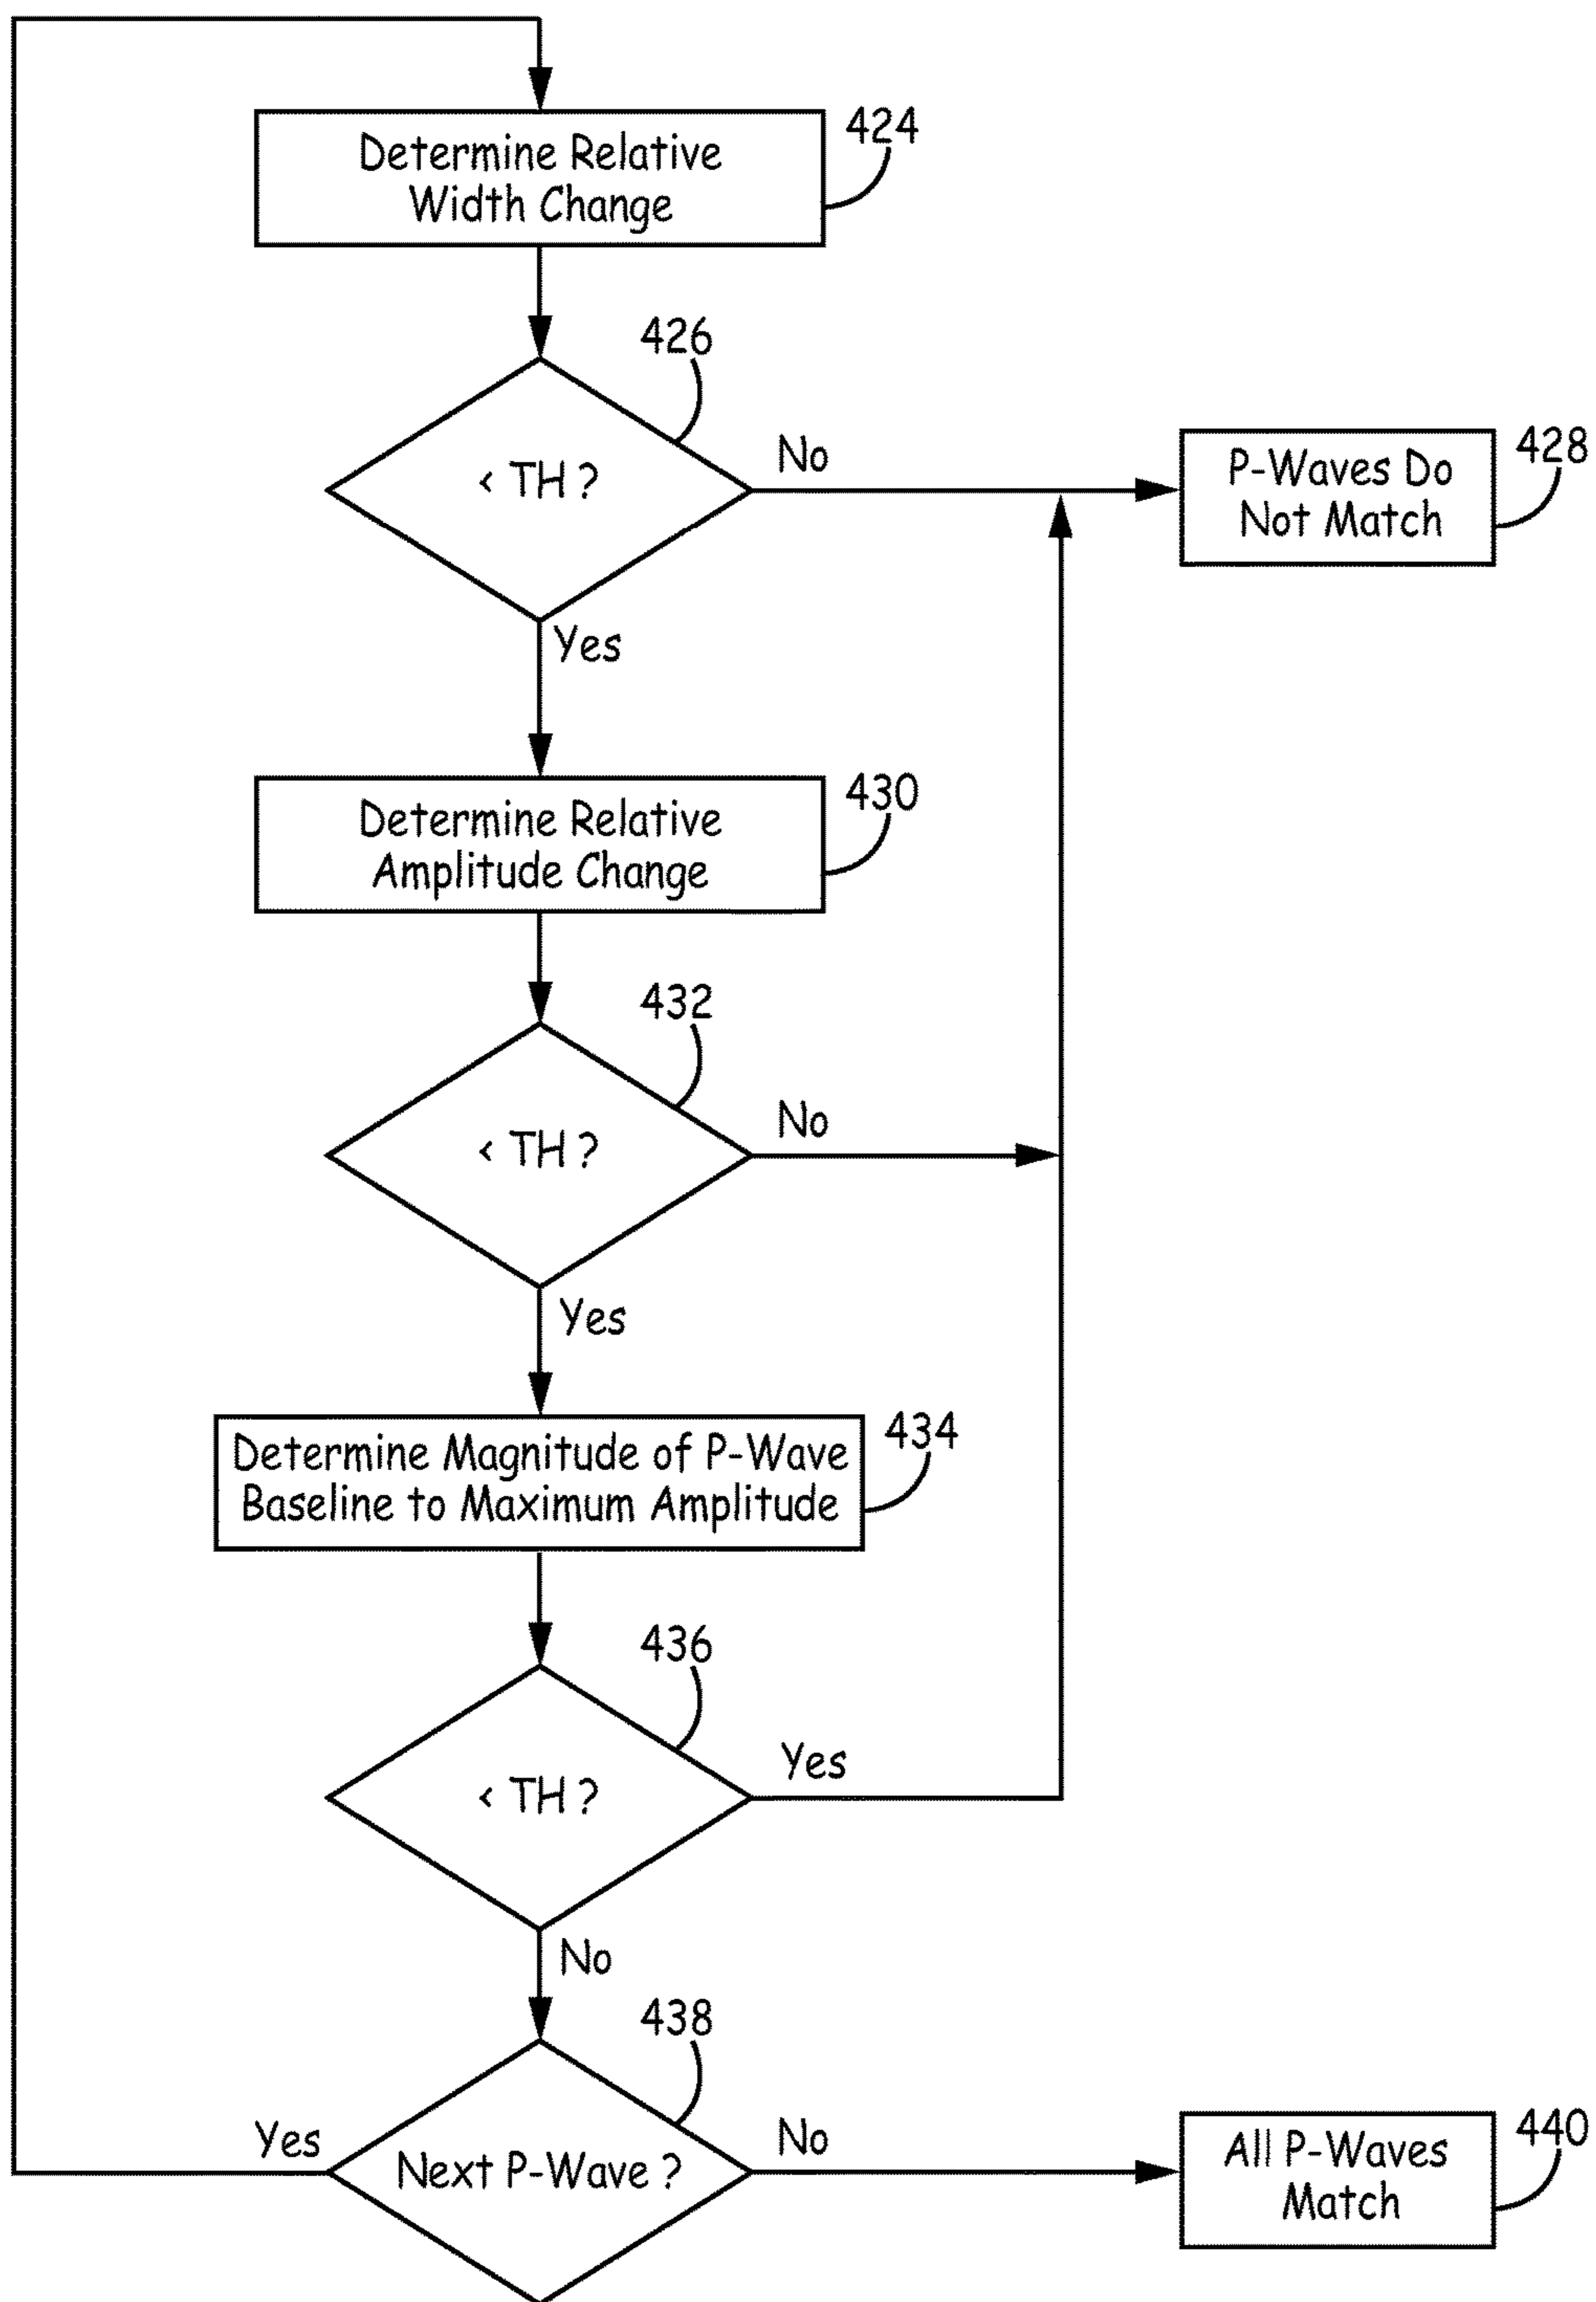 Determine Relative
Width Change
424
426
< TH ?
No
P-Waves Do
Not Match
428
Yes
Determine Relative
Amplitude Change
430
432
< TH ?
No
Yes
Determine Magnitude of P-Wave
Baseline to Maximum Amplitude
434
436
< TH ?
Yes
No
438
Yes
Next P-Wave ?
No
All P-Waves
Match
440